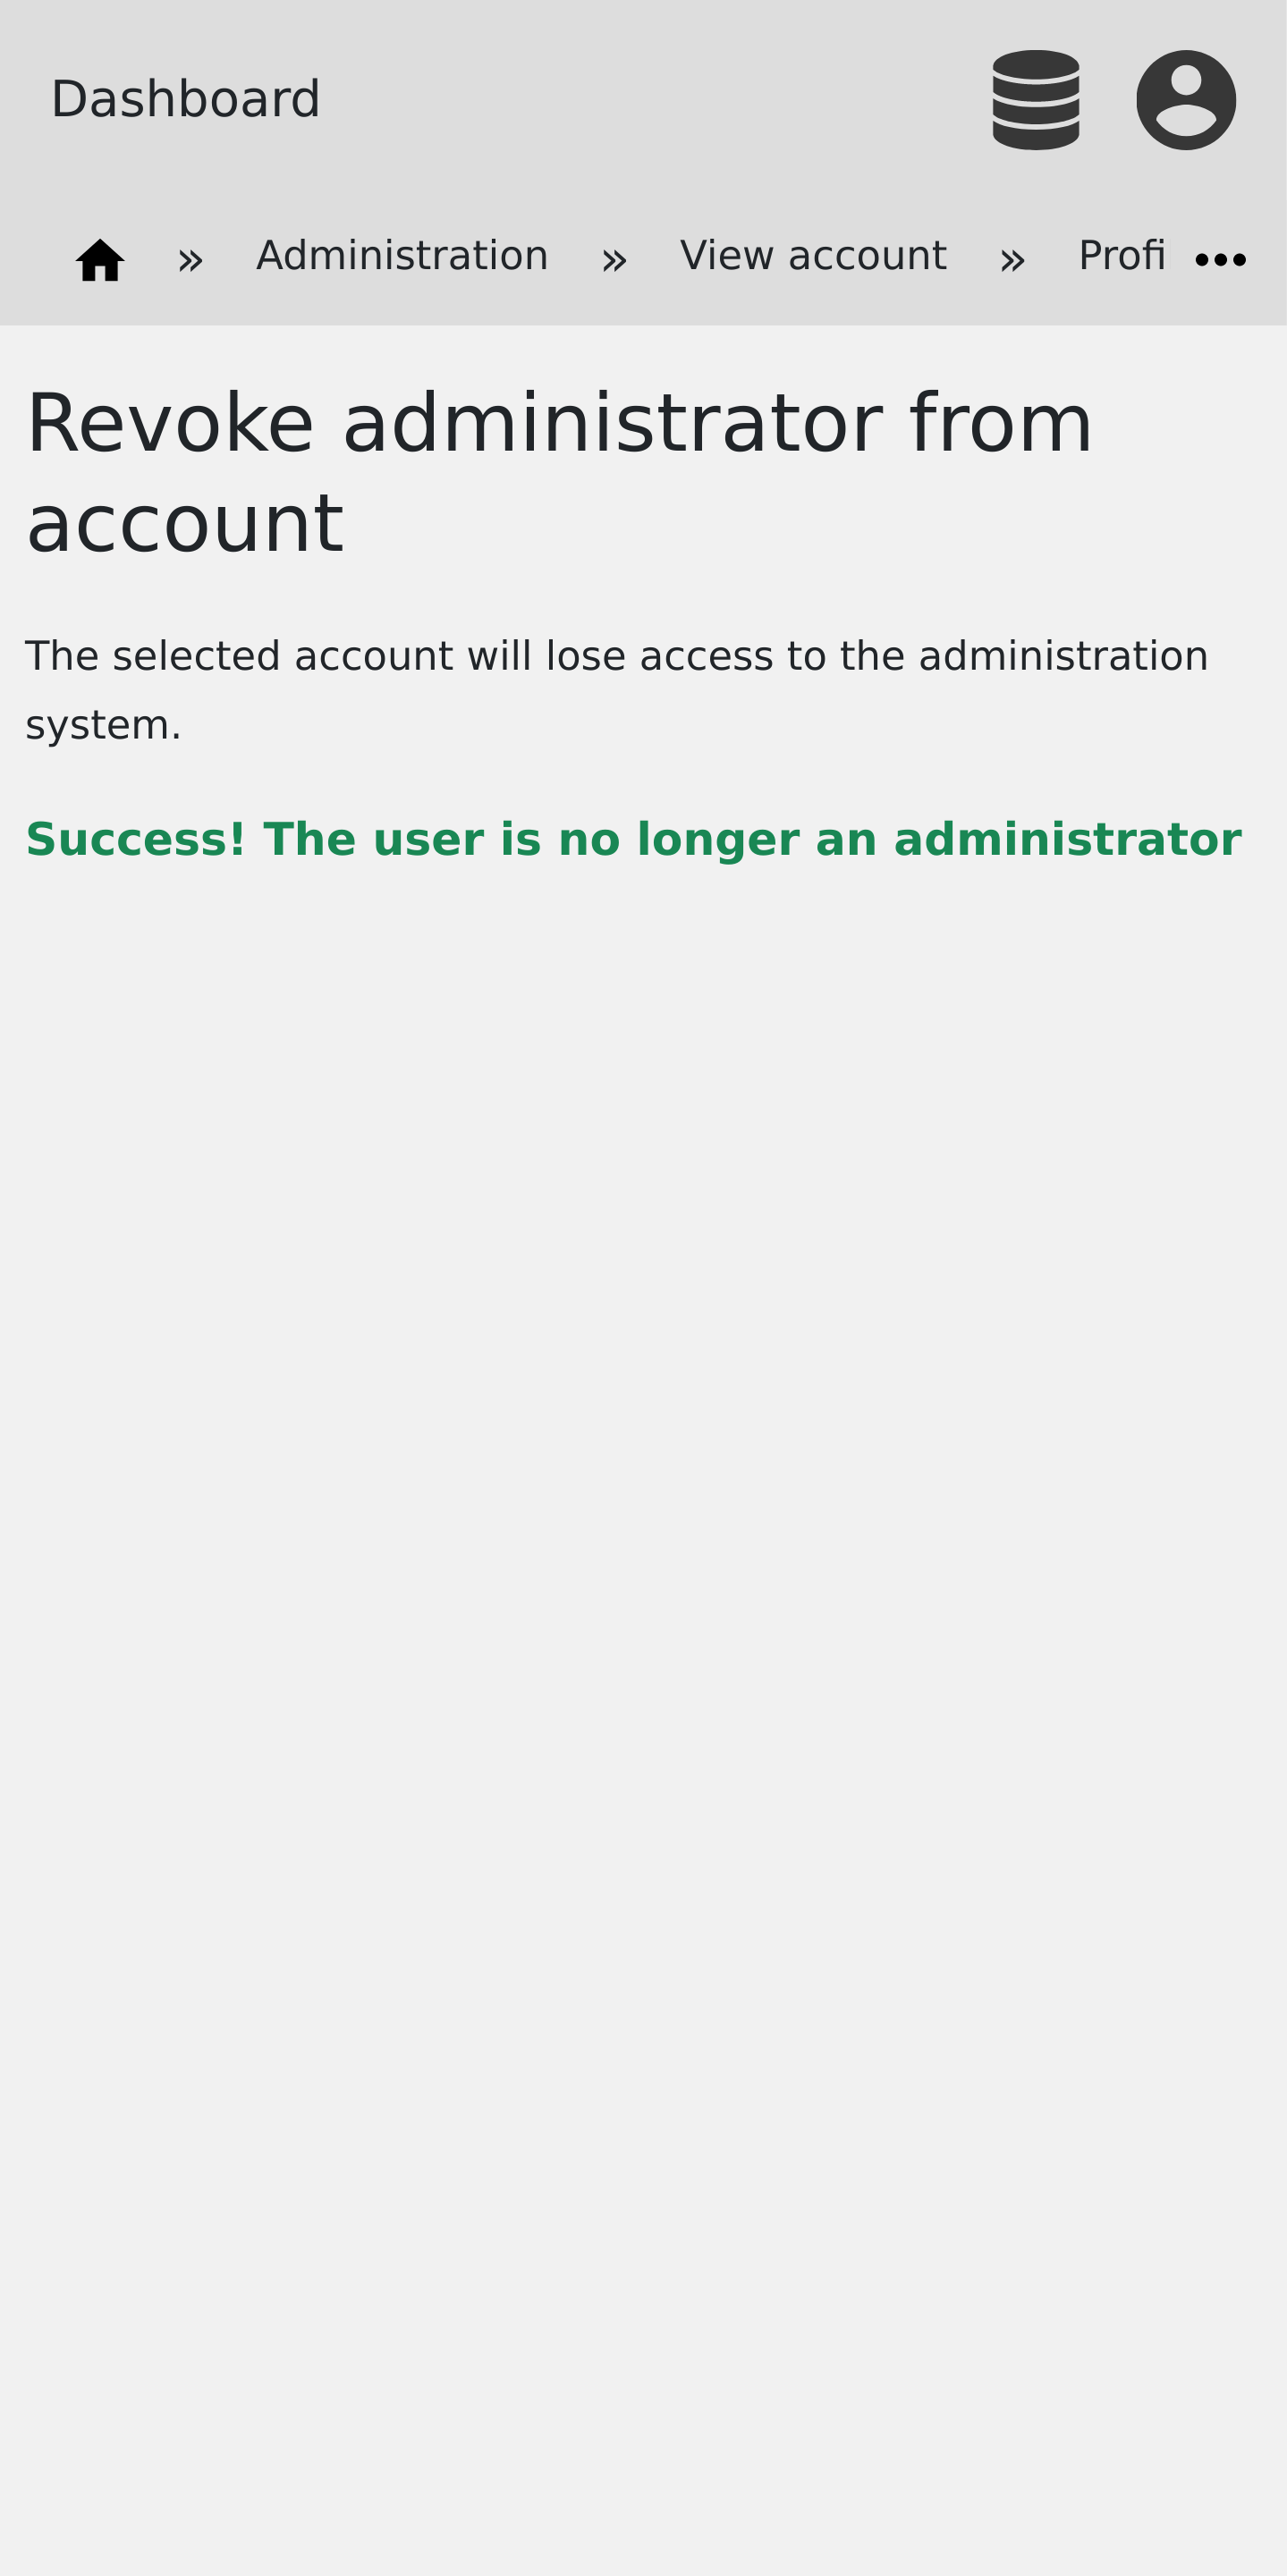 Dashboard
» Administration » View account » Profi •••
Revoke administrator from
account
The selected account will lose access to the administration
system.
Success! The user is no longer an administrator